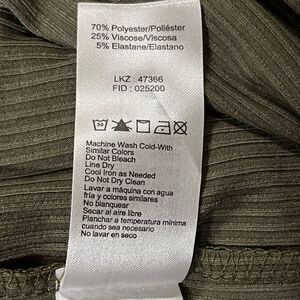 70% Polyester/Poliéster
25% Viscose/Viscosa
5% Elastane/Elastano
LKZ : 47366
FID : 025200
Machine Wash Cold-With
Similar Colors
Do Not Bleach
Line Dry
Cool Iron as Needed
Do Not Dry Clean
Lavar a máquina con agua
fría y colores similares
No blanquear
Secar al aire libre
Planchar a temperatura mínima
cuando sea necesario
No lavar en seco